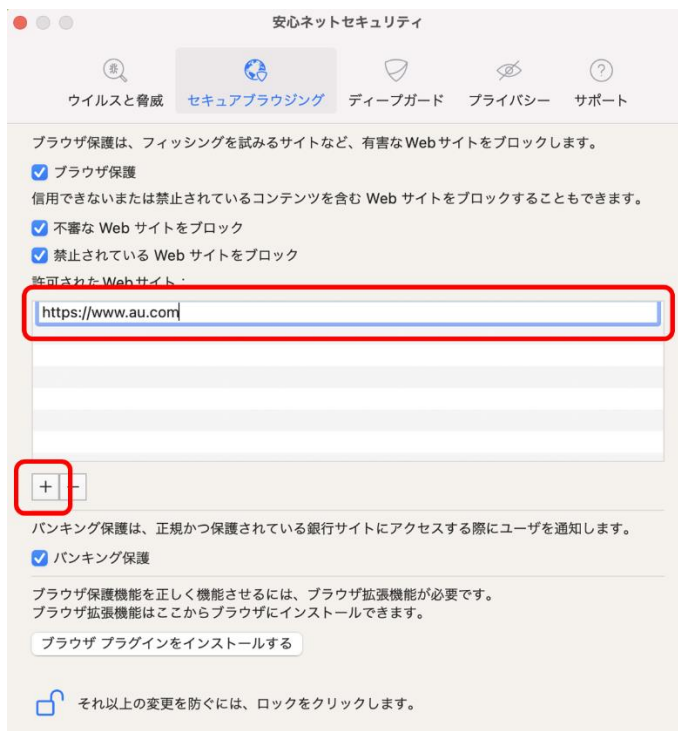 安心ネットセキュリティ
ウイルスと脅威 セキュアブラウジング ディープガード プライバシー サポート
ブラウザ保護は、フィッシングを試みるサイトなど、有害な Web サイトをブロックします。
ブラウザ保護
信用できないまたは禁止されているコンテンツを含む Web サイトをブロックすることもできます。
不審な Web サイトをブロック
禁止されている Web サイトをブロック
許可された Web サイト：
https://www.au.com
+ -
バンキング保護は、正規かつ保護されている銀行サイトにアクセスする際にユーザを通知します。
バンキング保護
ブラウザ保護機能を正しく機能させるには、ブラウザ拡張機能が必要です。
ブラウザ拡張機能はここからブラウザにインストールできます。
ブラウザ プラグインをインストールする
それ以上の変更を防ぐには、ロックをクリックします。